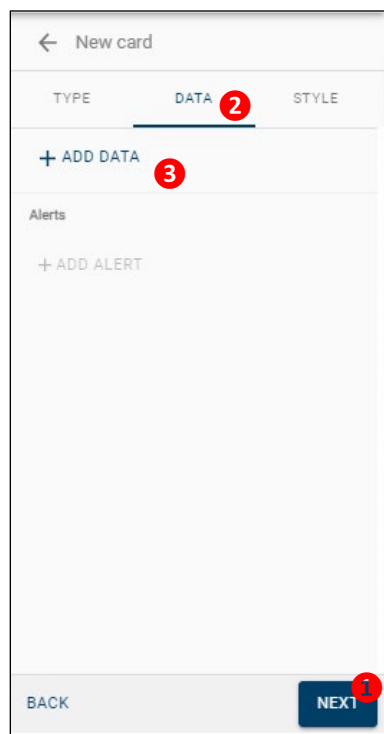 New card
TYPE DATA 2 STYLE
+ ADD DATA 3
Alerts
+ ADD ALERT
1
BACK NEXT